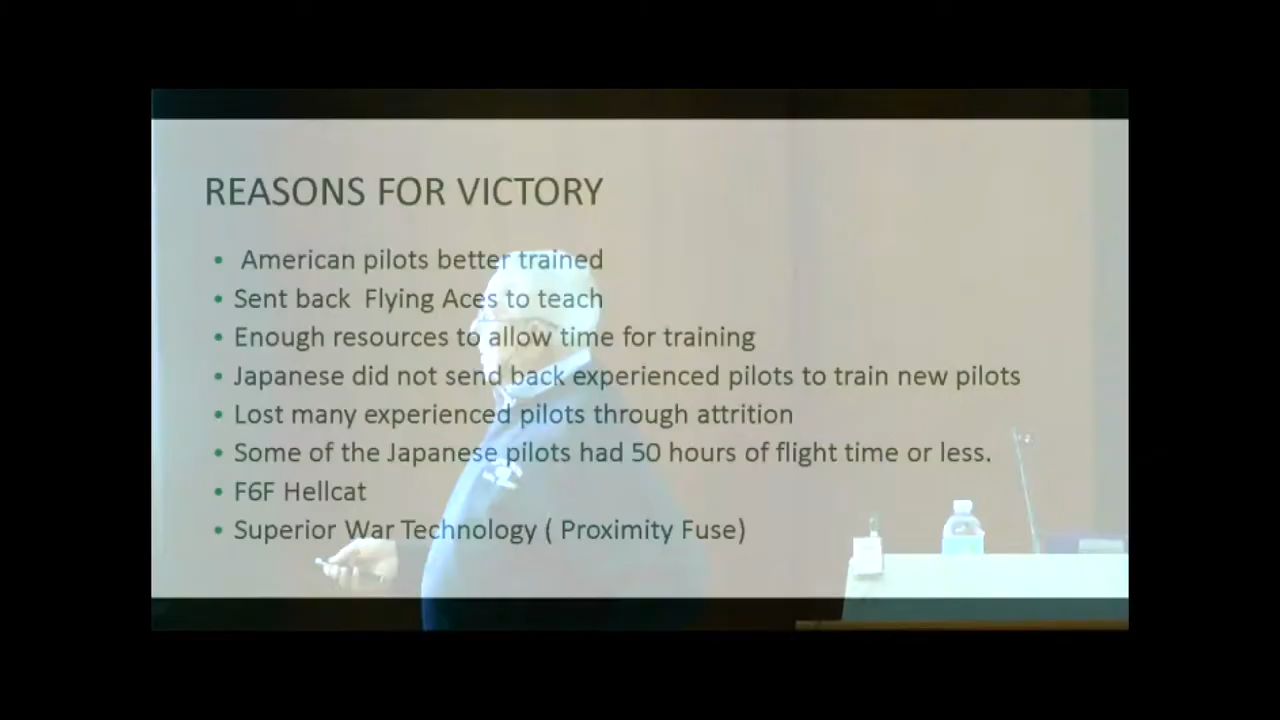 REASONS FOR VICTORY
• American pilots better trained
• Sent back Flying Aces to teach
• Enough resources to allow time for training
• Japanese did not send back experienced pilots to train new pilots
• Lost many experienced pilots through attrition
• Some of the Japanese pilots had 50 hours of flight time or less.
• F6F Hellcat
• Superior War Technology ( Proximity Fuse)